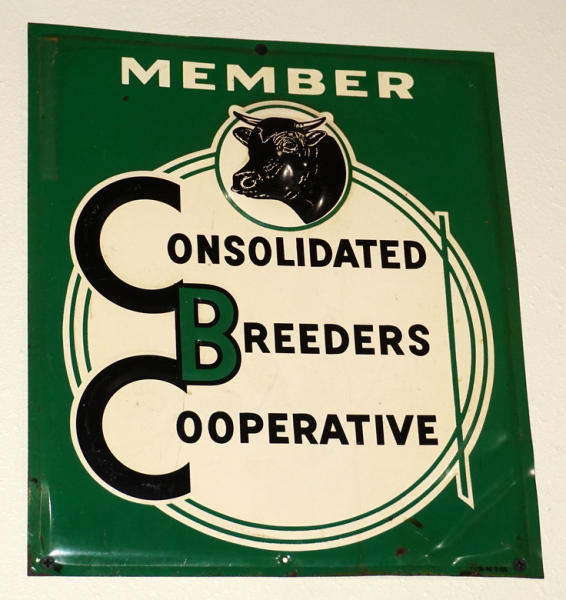 MEMBER
CONSOLIDATED
BREEDERS
COOPERATIVE